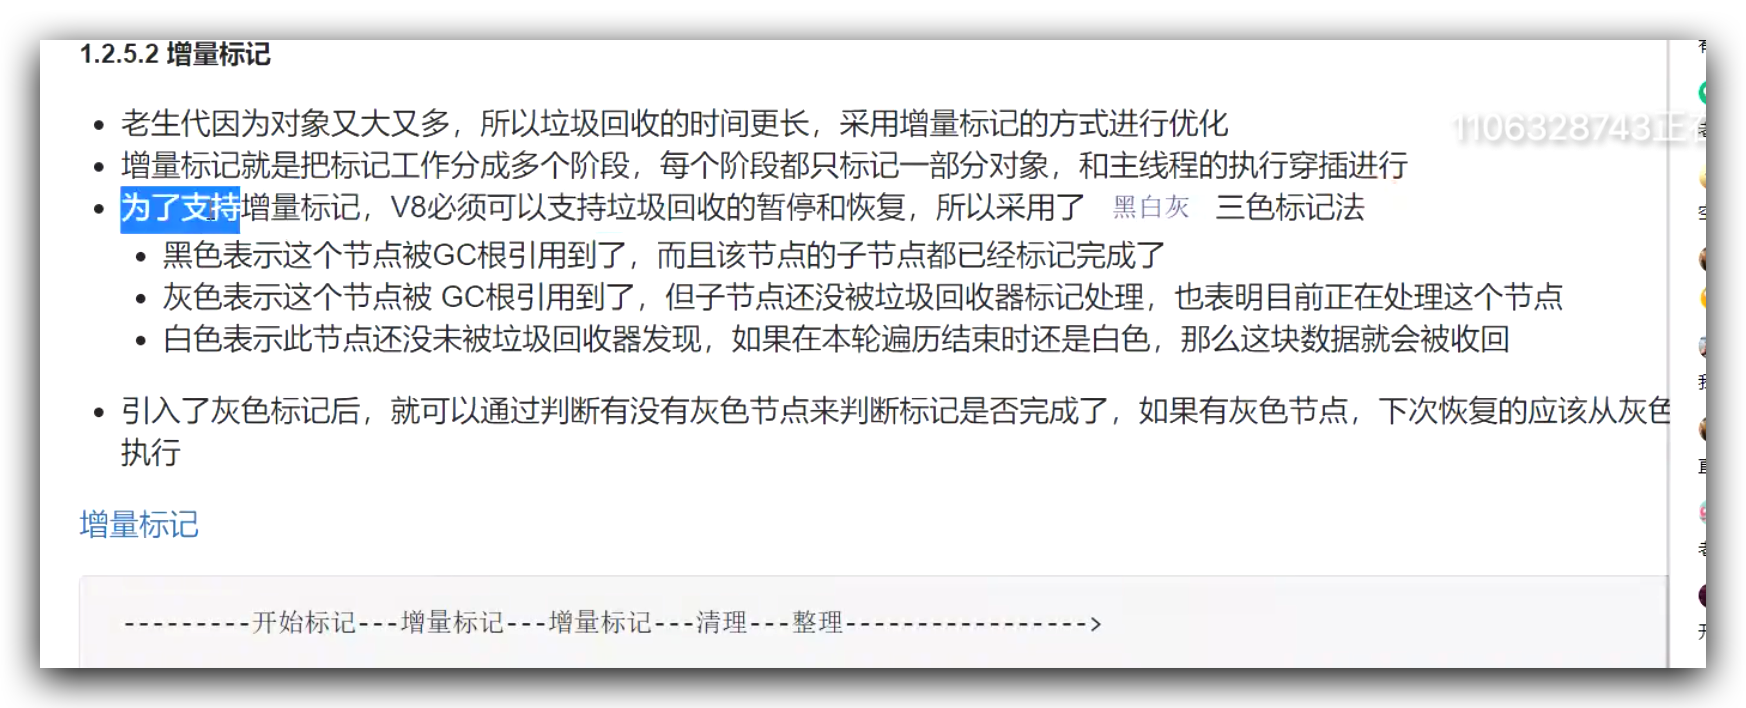 1.2.5.2 增量标记
老生代因为对象又大又多，所以垃圾回收的时间更长，采用增量标记的方式进行优化
1106328743正在
增量标记就是把标记工作分成多个阶段，每个阶段都只标记一部分对象，和主线程的执行穿插进行
为了支持增量标记，V8必须可以支持垃圾回收的暂停和恢复，所以采用了 黑白灰 三色标记法
黑色表示这个节点被GC根引用到了，而且该节点的子节点都已经标记完成了
灰色表示这个节点被 GC根引用到了，但子节点还没被垃圾回收器标记处理，也表明目前正在处理这个节点
白色表示此节点还没未被垃圾回收器发现，如果在本轮遍历结束时还是白色，那么这块数据就会被收回
引入了灰色标记后，就可以通过判断有没有灰色节点来判断标记是否完成了，如果有灰色节点，下次恢复的应该从灰色
执行
增量标记
---------开始标记---增量标记---增量标记---清理---整理----------------->